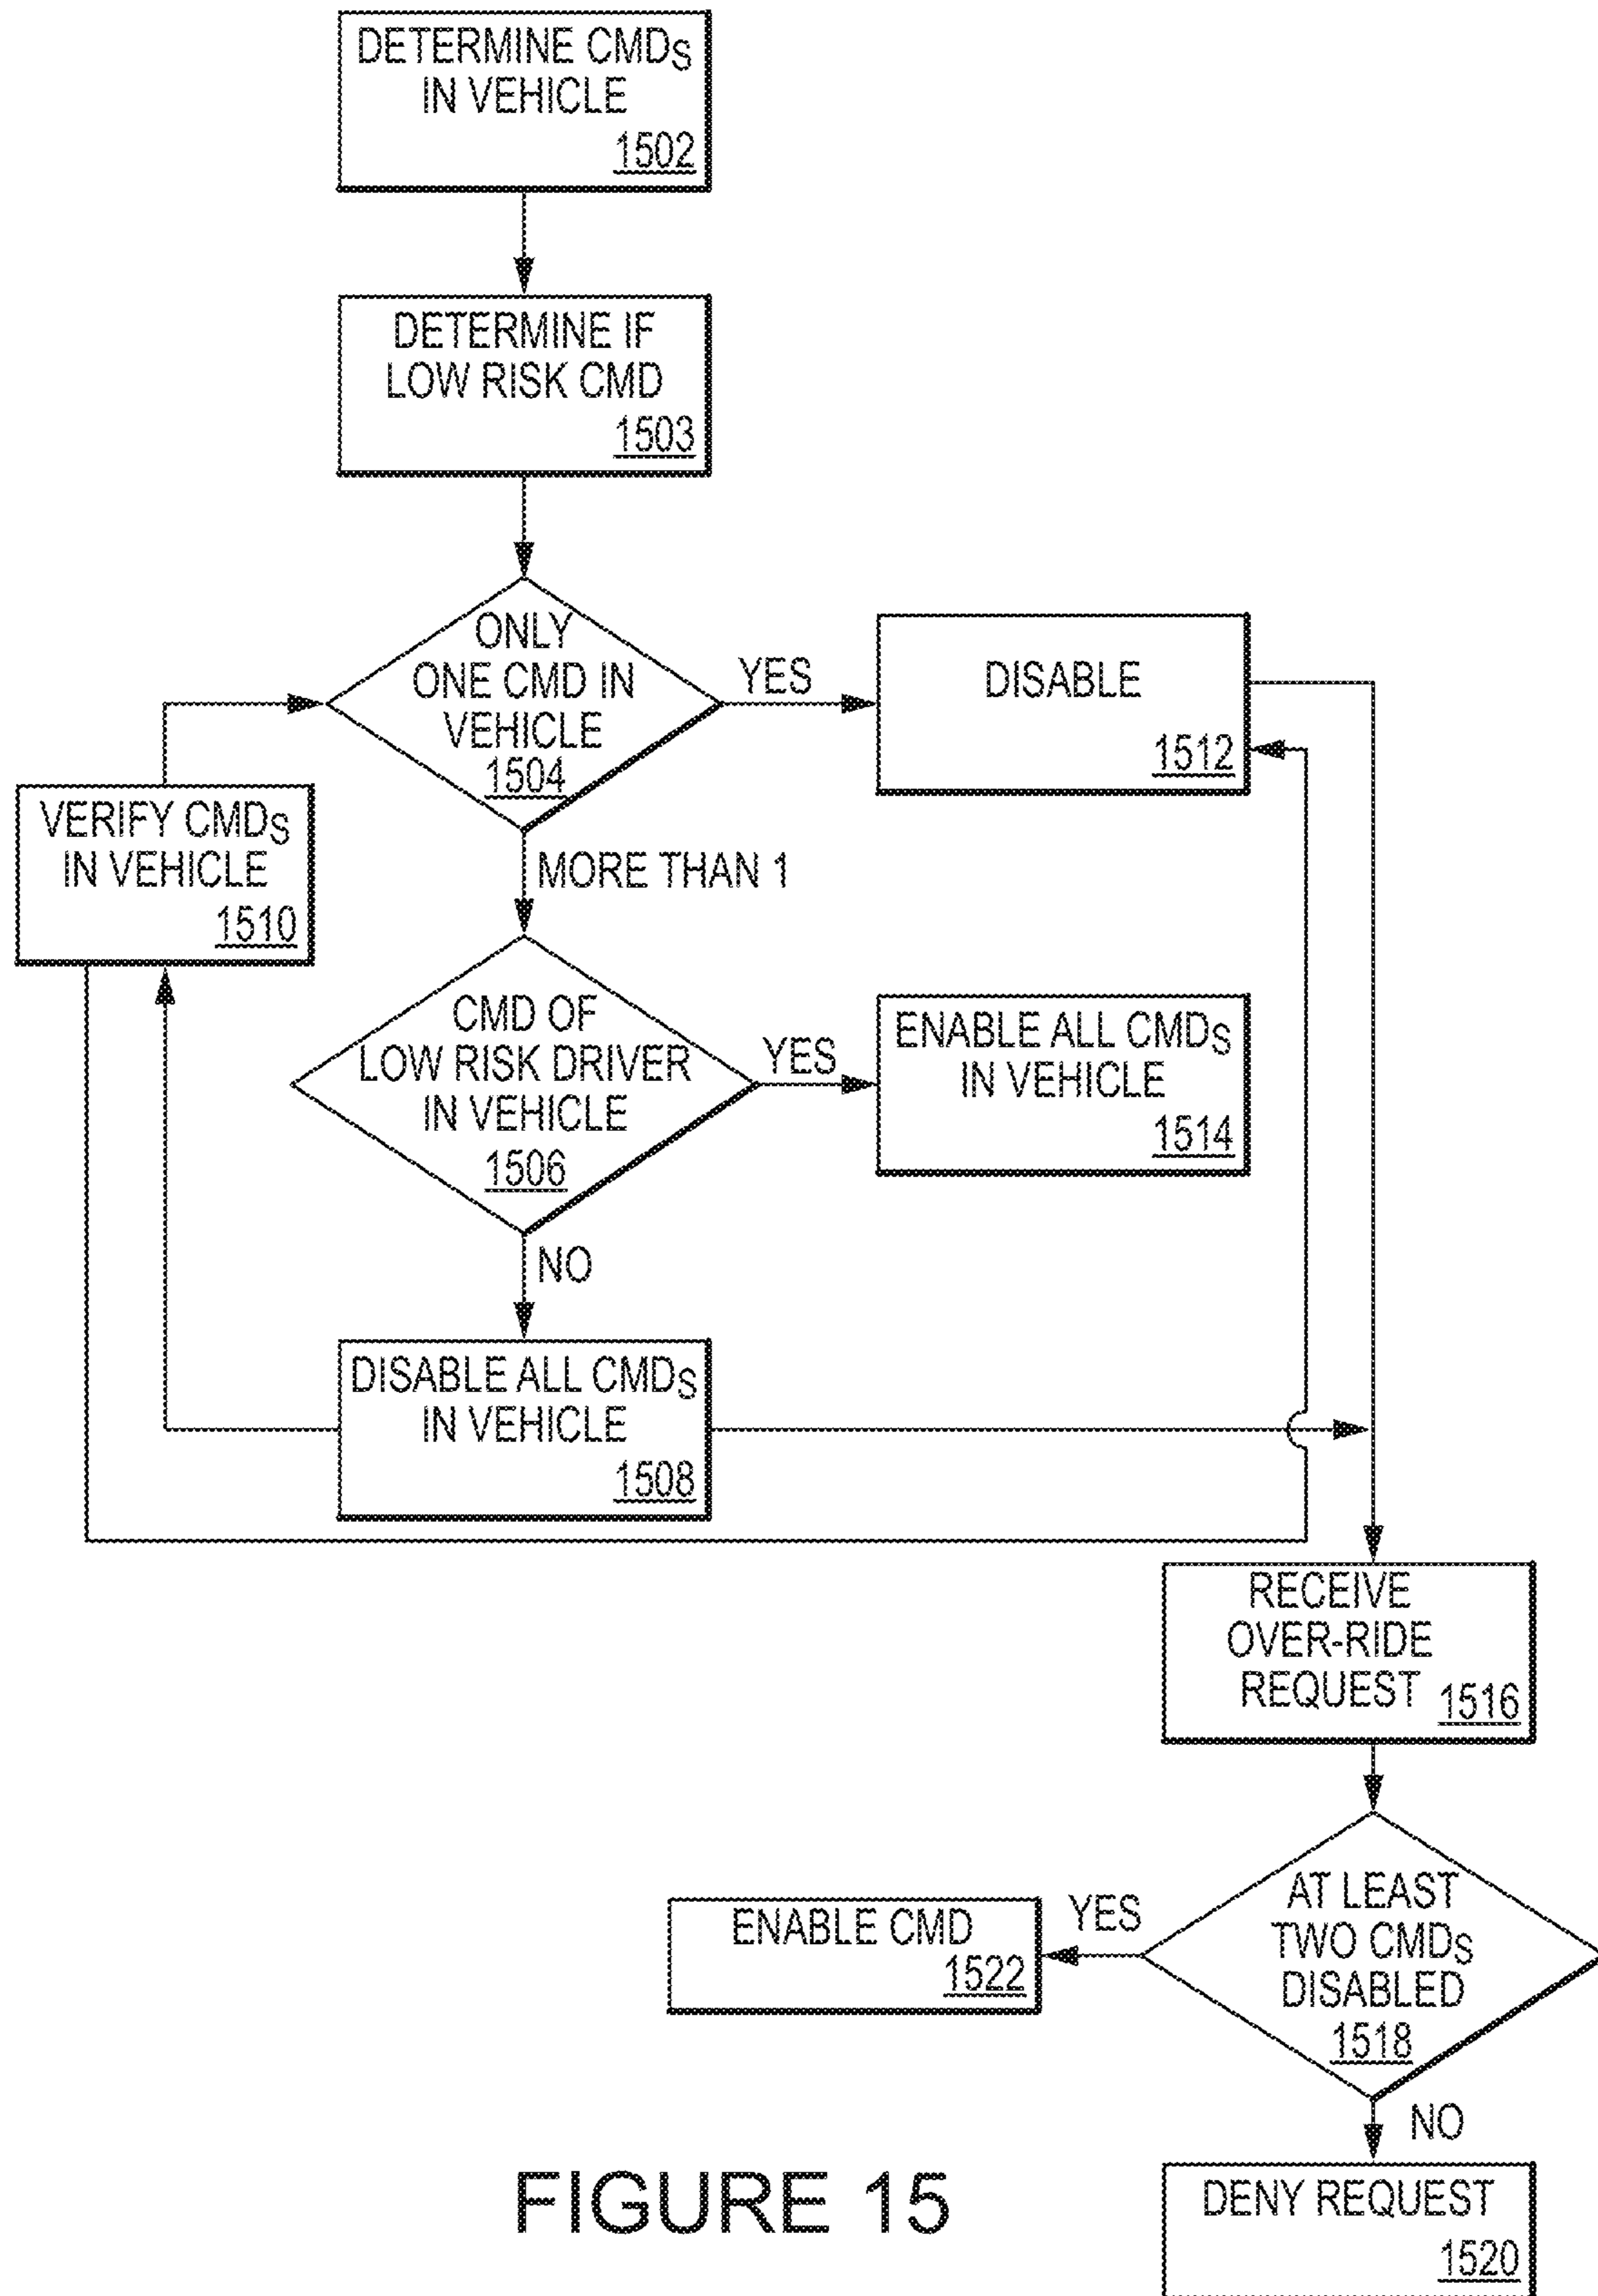 DETERMINE CMDS
IN VEHICLE
1502
DETERMINE IF
LOW RISK CMD
1503
ONLY
ONE CMD IN
VEHICLE
1504
YES
DISABLE
1512
VERIFY CMDS
IN VEHICLE
1510
MORE THAN 1
CMD OF
LOW RISK DRIVER
IN VEHICLE
1506
YES
ENABLE ALL CMDS
IN VEHICLE
1514
NO
DISABLE ALL CMDS
IN VEHICLE
1508
RECEIVE
OVER-RIDE
REQUEST
1516
AT LEAST
TWO CMDS
DISABLED
1518
YES
ENABLE CMD
1522
NO
DENY REQUEST
1520
FIGURE 15